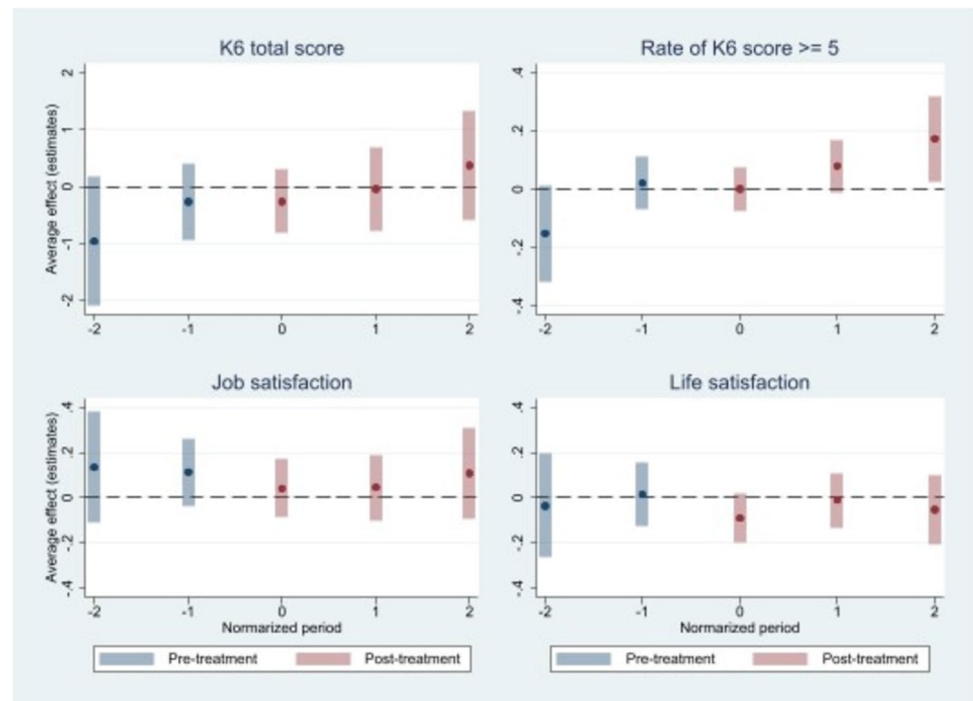 K6 total score
Average effect (estimates)
2
1
0
-1
-2
-2 -1 0 1 2
Rate of K6 score >= 5
.4
.2
0
-.2
-.4
-2 -1 0 1 2
Job satisfaction
Average effect (estimates)
.4
.2
0
-.2
-.4
-2 -1 0 1 2
Normarized period
Pre-treatment Post-treatment
Life satisfaction
.4
.2
0
-.2
-.4
-2 -1 0 1 2
Normarized period
Pre-treatment Post-treatment